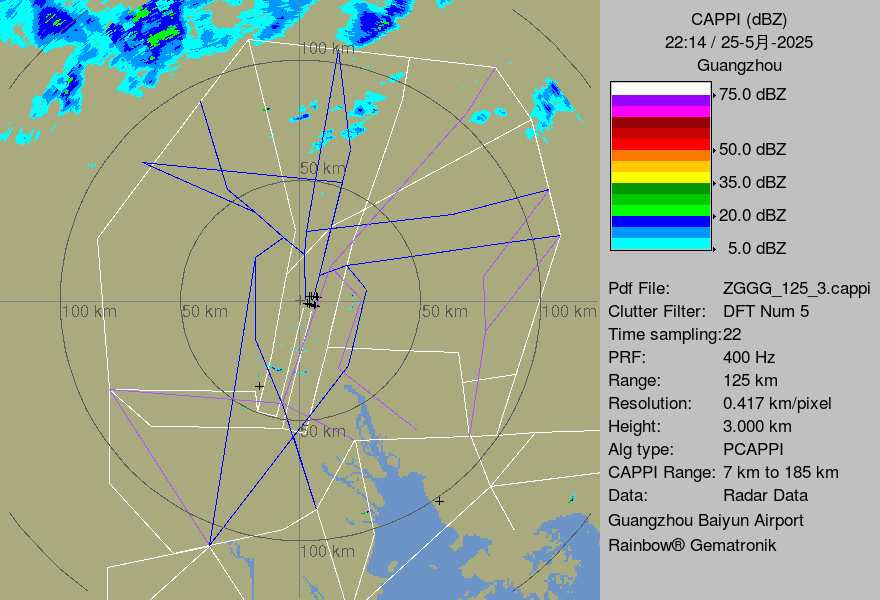 CAPPI (dBZ)
22:14 / 25-5月-2025
Guangzhou
75.0 dBZ
50.0 dBZ
35.0 dBZ
20.0 dBZ
5.0 dBZ
Pdf File: ZGGG_125_3.cappi
Clutter Filter: DFT Num 5
Time sampling:22
PRF: 400 Hz
Range: 125 km
Resolution: 0.417 km/pixel
Height: 3.000 km
Alg type: PCAPPI
CAPPI Range: 7 km to 185 km
Data: Radar Data
Guangzhou Baiyun Airport
Rainbow® Gematronik
100 km
50 km
100 km 50 km 50 km 100 km
50 km
100 km